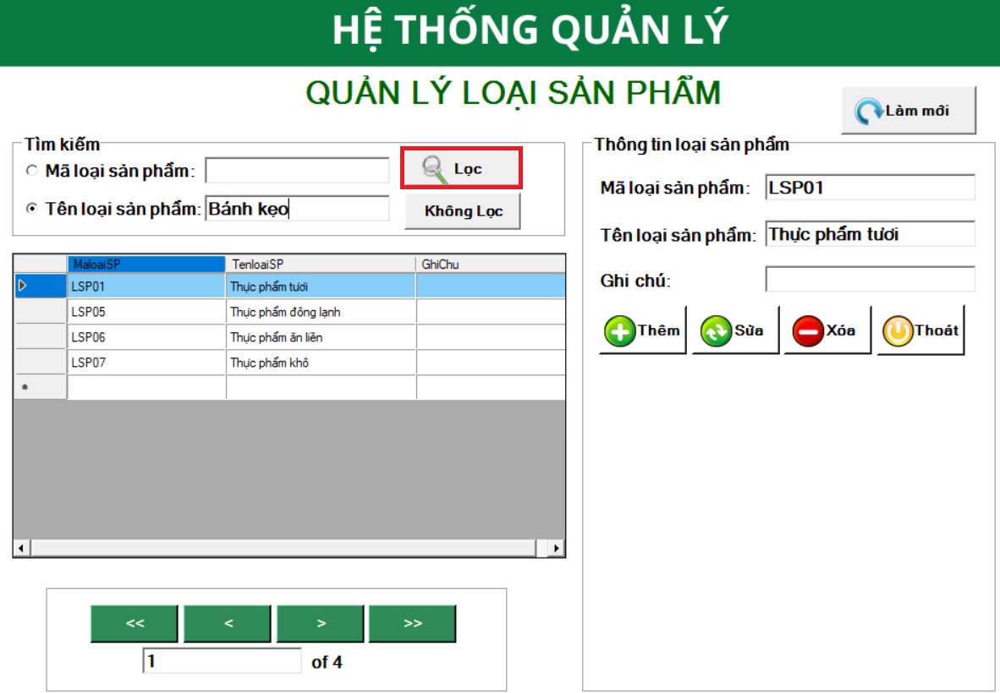 HỆ THỐNG QUẢN LÝ
QUẢN LÝ LOẠI SẢN PHẨM
Làm mới
Tìm kiếm
Mã loại sản phẩm:
Lọc
Tên loại sản phẩm: Bánh kẹo
Không Lọc
MaloaiSP TenloaiSP GhiChu
LSP01 Thực phẩm tươi
LSP05 Thực phẩm đông lạnh
LSP06 Thực phẩm ăn liền
LSP07 Thực phẩm khô
*
<< < > >>
1 of 4
Thông tin loại sản phẩm
Mã loại sản phẩm: LSP01
Tên loại sản phẩm: Thực phẩm tươi
Ghi chú:
Thêm Sửa Xóa Thoát